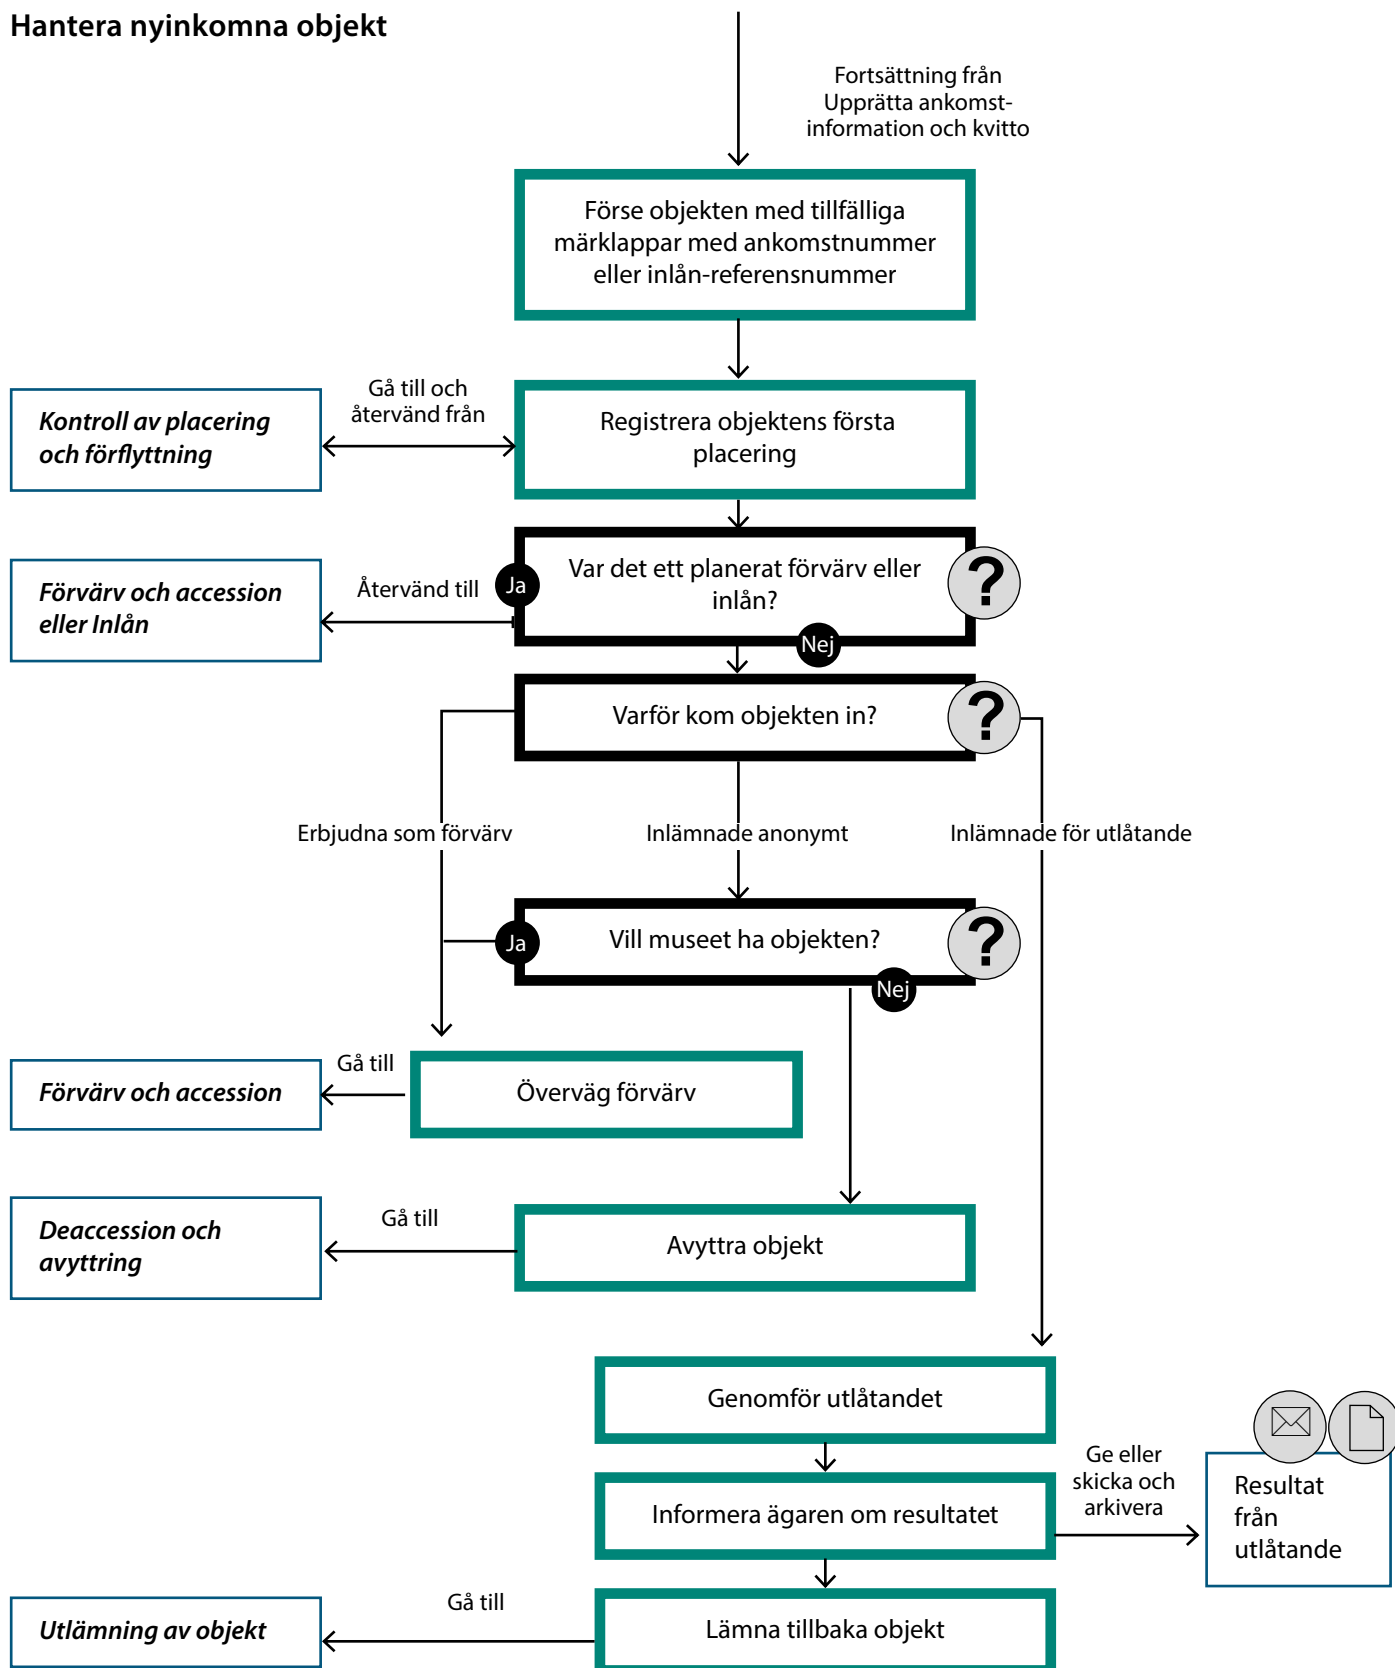 Hantera nyinkomna objekt
Fortsättning från
Upprätta ankomst-
information och kvitto
Förse objekten med tillfälliga
märklappar med ankomstnummer
eller inlån-referensnummer
Gå till och
återvänd från
Kontroll av placering
och förflyttning
Registrera objektens första
placering
Förvärv och accession
eller Inlån
Återvänd till
Ja
Var det ett planerat förvärv eller
inlån?
?
Nej
Varför kom objekten in?
?
Erbjudna som förvärv
Inlämnade anonymt
Inlämnade för utlåtande
Ja
Vill museet ha objekten?
?
Nej
Förvärv och accession
Gå till
Överväg förvärv
Deaccession och
avyttring
Gå till
Avyttra objekt
Genomför utlåtandet
Informera ägaren om resultatet
Ge eller
skicka och
arkivera
Resultat
från
utlåtande
Utlämning av objekt
Gå till
Lämna tillbaka objekt